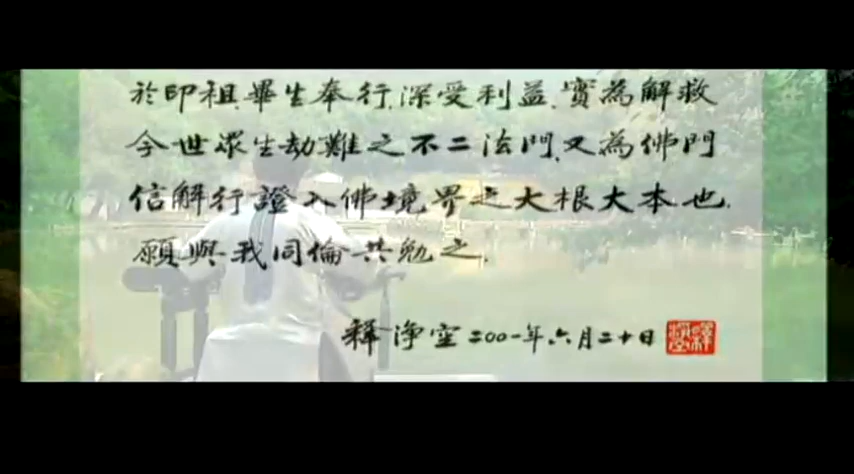 於印祖,畢生奉行,深受利益,實為解救
今世眾生劫難之不二法門,又為佛門
信解行證入佛境界之大根大本也.
願與我同倫共勉之.
釋淨空 二〇〇一年六月二十日